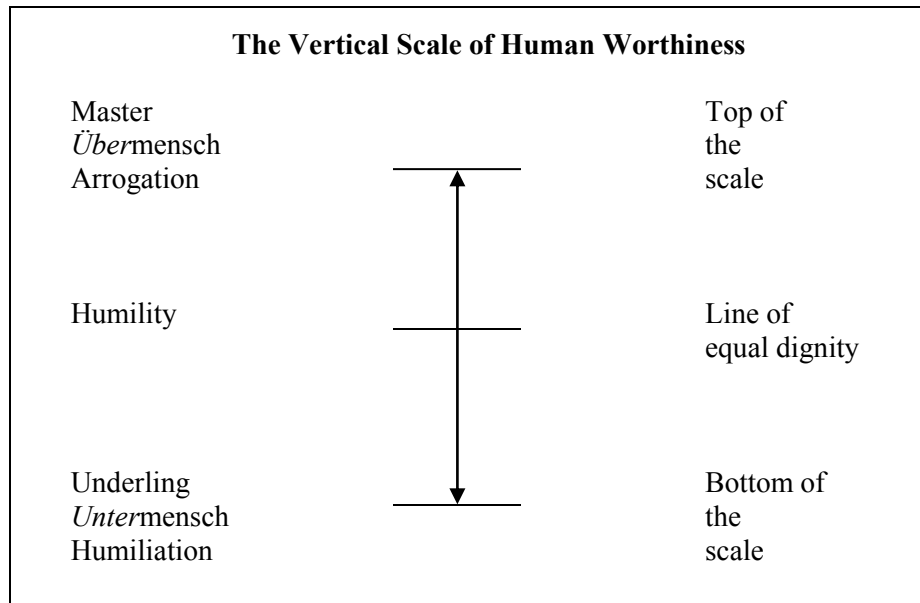 The Vertical Scale of Human Worthiness
Master
Übermensch
Arrogation
Top of
the
scale
Humility
Line of
equal dignity
Underling
Untermensch
Humiliation
Bottom of
the
scale